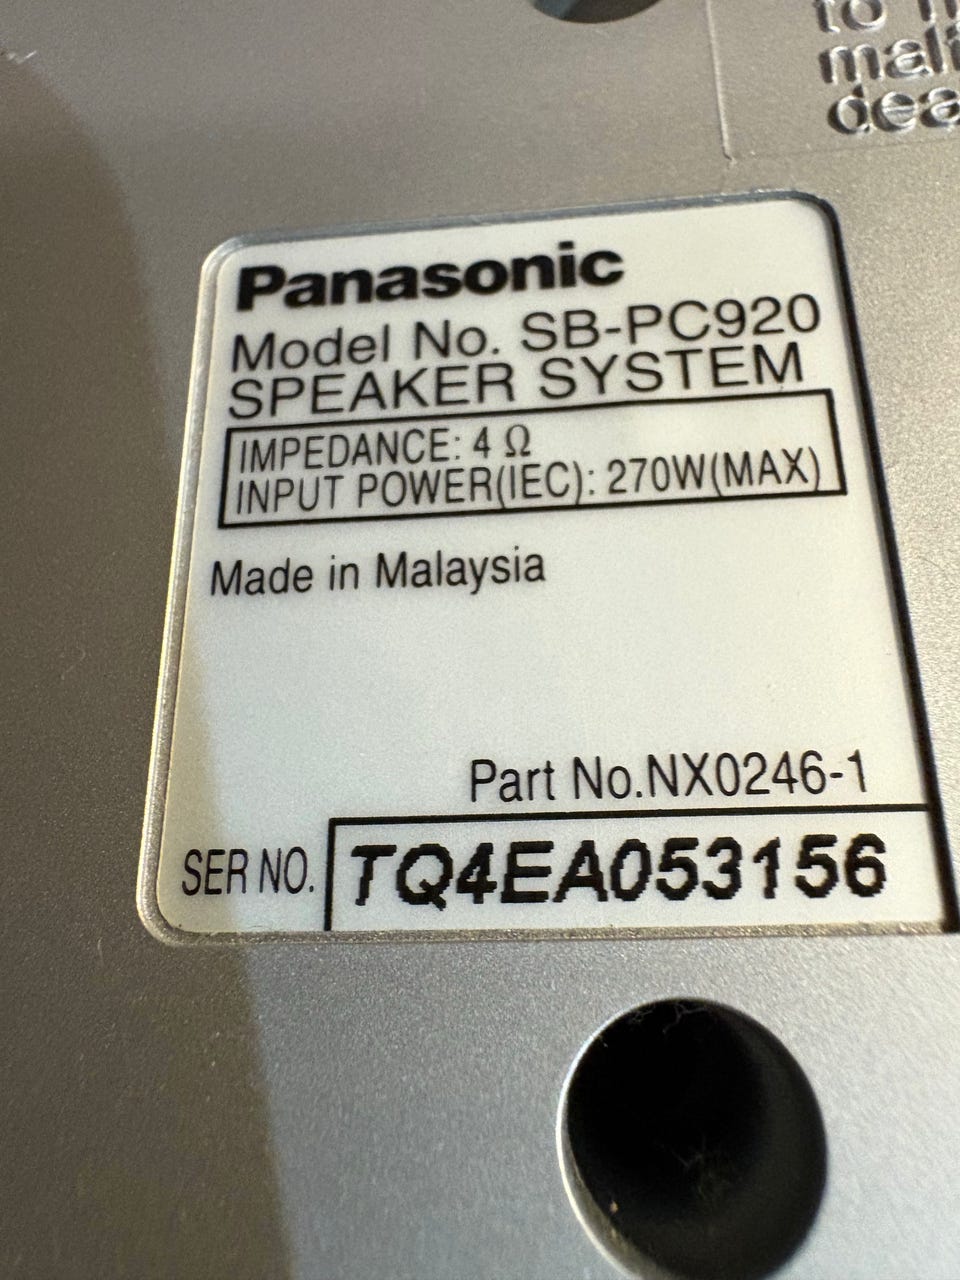 to
Panasonic
Model No. SB-PC920
SPEAKER SYSTEM
IMPEDANCE: 4 Ω
INPUT POWER(IEC): 270W(MAX)
Made in Malaysia
Part No.NX0246-1
SER NO. TQ4EA053156